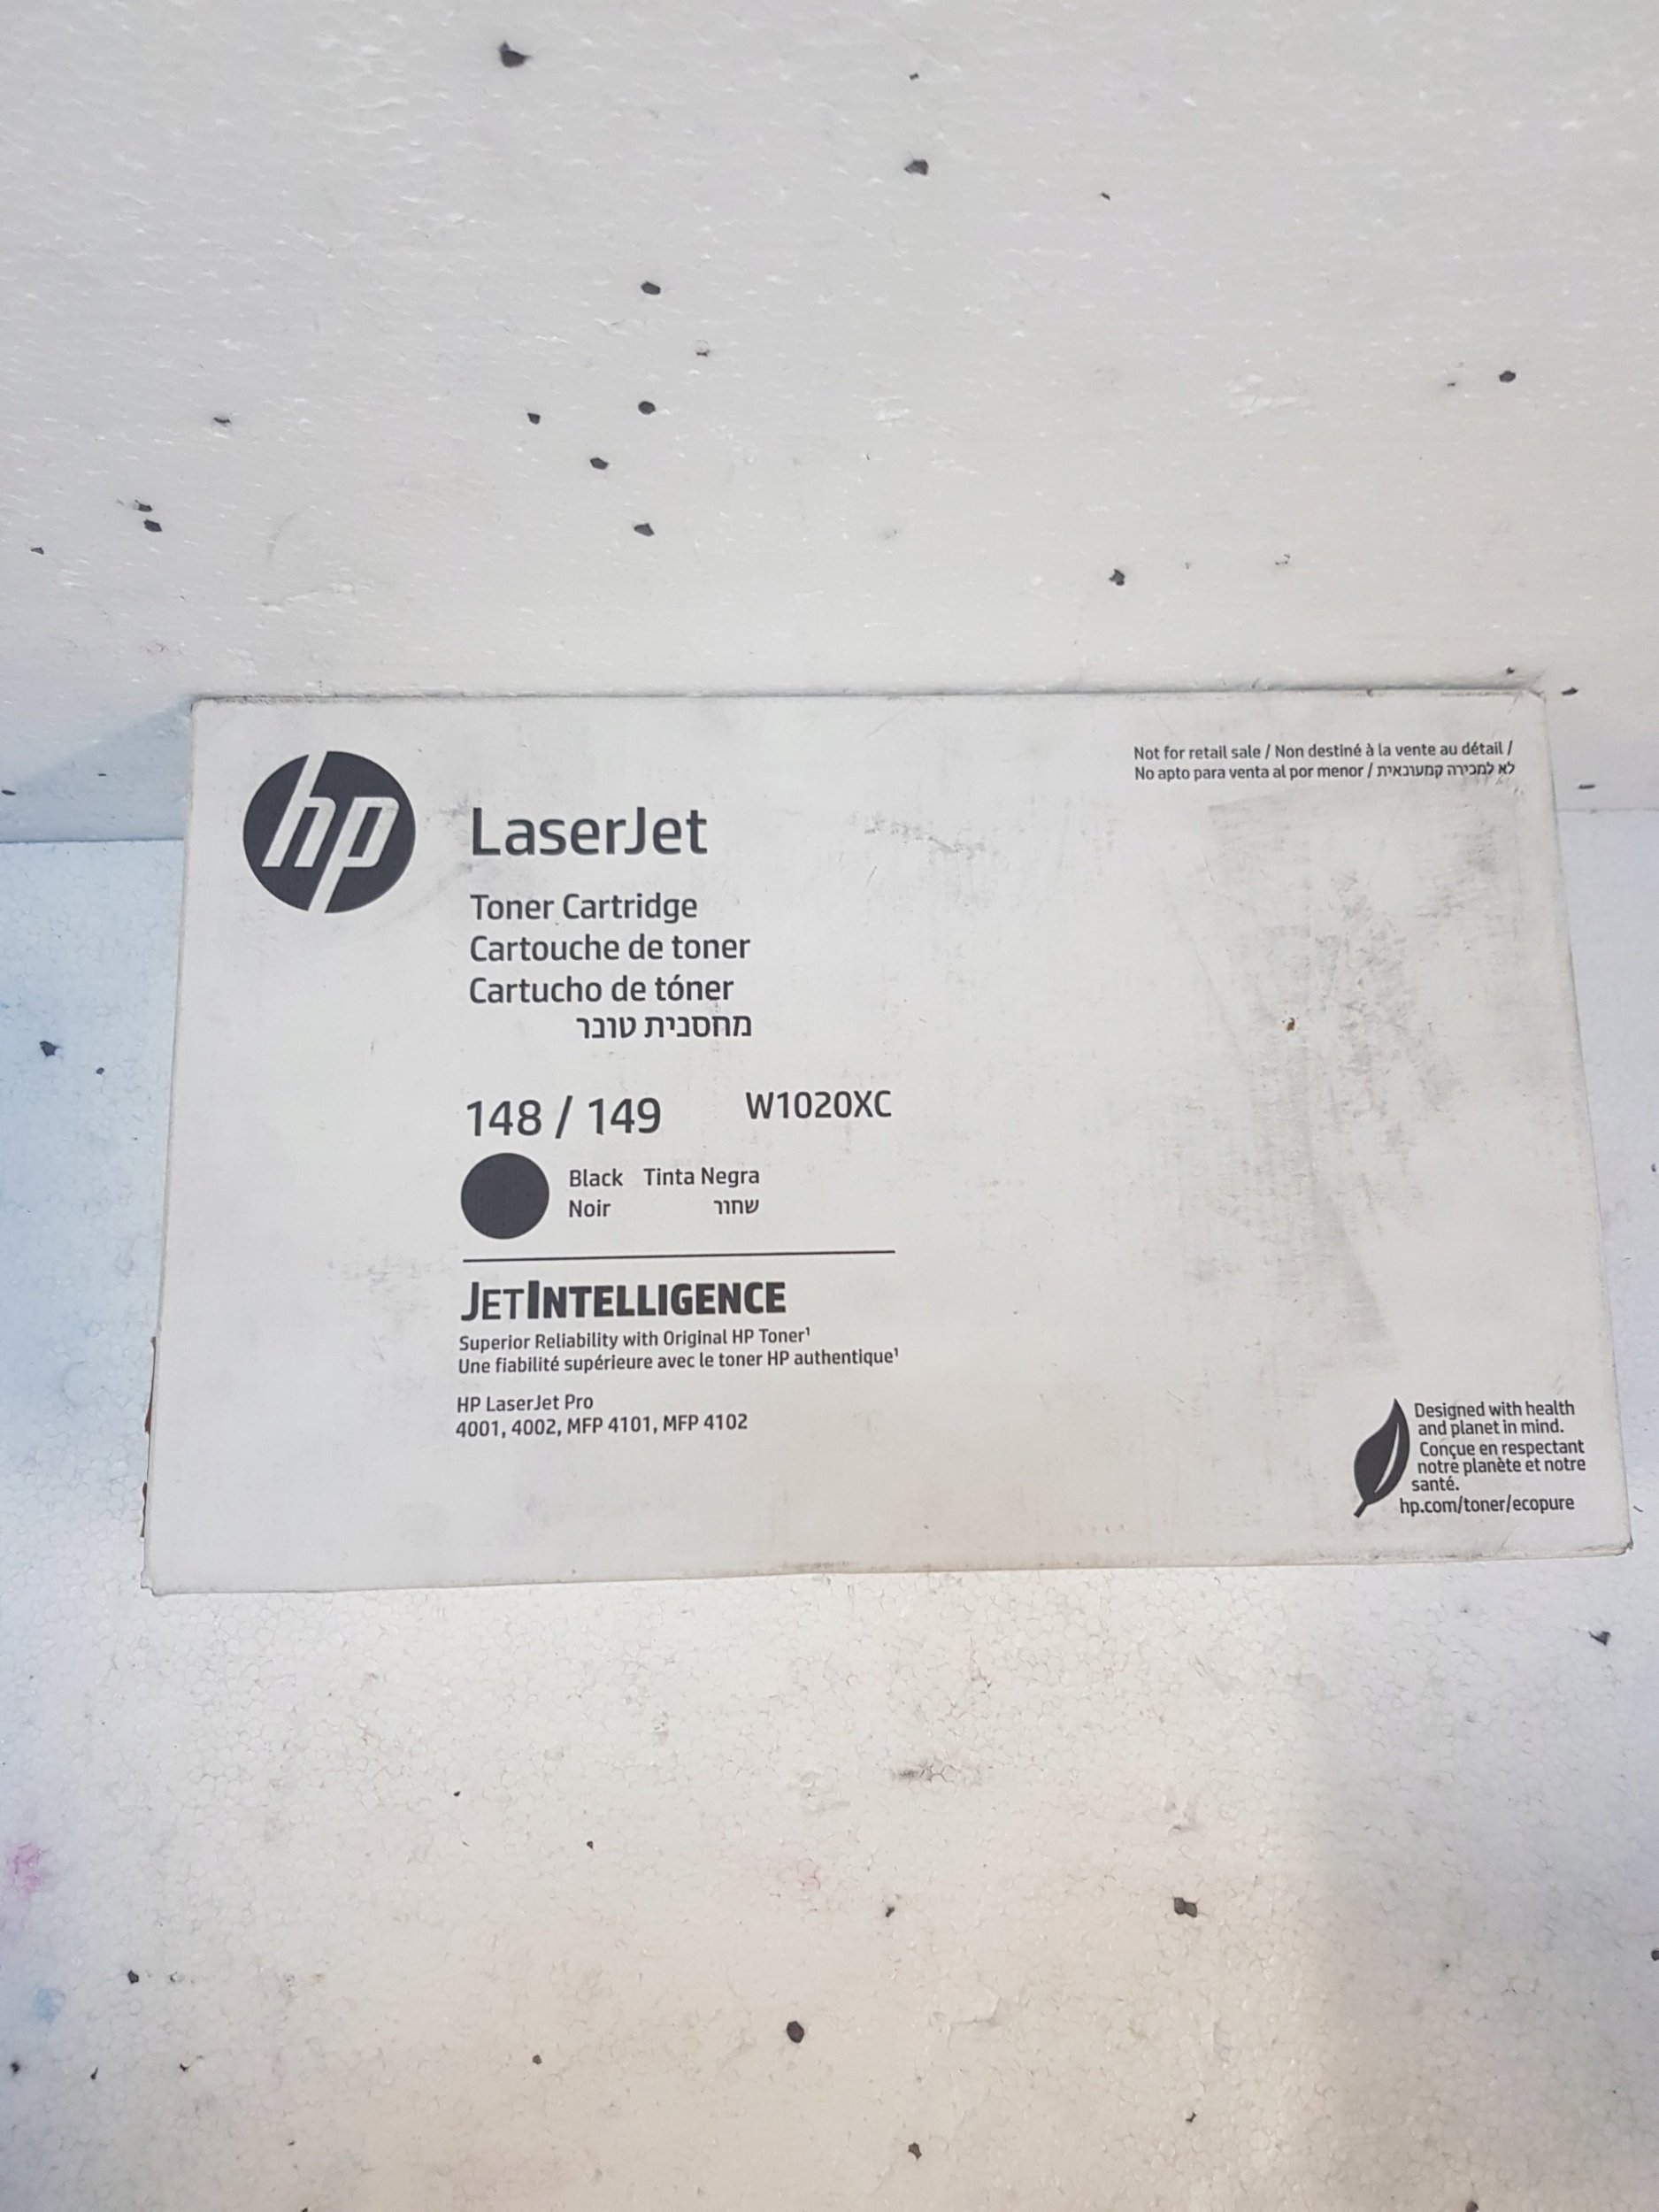 Not for retail sale / Non destiné à la vente au détail /
No apto para venta al por menor / לא למכירה קמעונאית
hp
LaserJet
Toner Cartridge
Cartouche de toner
Cartucho de tóner
מחסנית טונר
148 / 149 W1020XC
Black Tinta Negra
Noir שחור
JETINTELLIGENCE
Superior Reliability with Original HP Toner¹
Une fiabilité supérieure avec le toner HP authentique¹
HP LaserJet Pro
4001, 4002, MFP 4101, MFP 4102
Designed with health
and planet in mind.
Conçue en respectant
notre planète et notre
santé.
hp.com/toner/ecopure